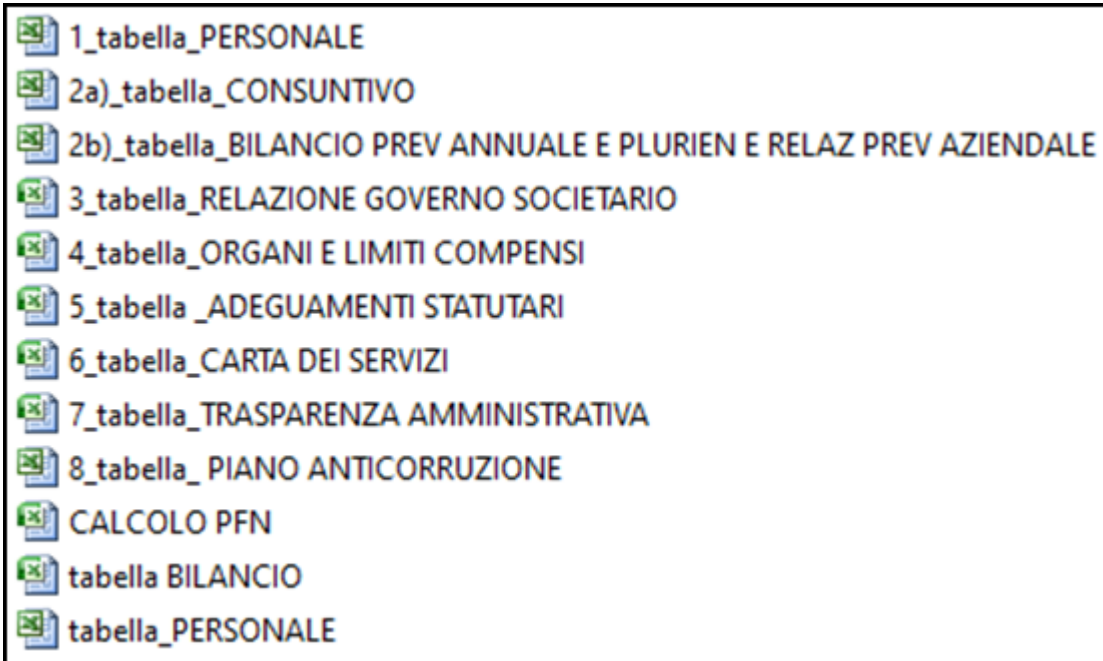 1_tabella_PERSONALE
2a)_tabella_CONSUNTIVO
2b)_tabella_BILANCIO PREV ANNUALE E PLURIEN E RELAZ PREV AZIENDALE
3_tabella_RELAZIONE GOVERNO SOCIETARIO
4_tabella_ORGANI E LIMITI COMPENSI
5_tabella _ADEGUAMENTI STATUTARI
6_tabella_CARTA DEI SERVIZI
7_tabella_TRASPARENZA AMMINISTRATIVA
8_tabella_ PIANO ANTICORRUZIONE
CALCOLO PFN
tabella BILANCIO
tabella_PERSONALE